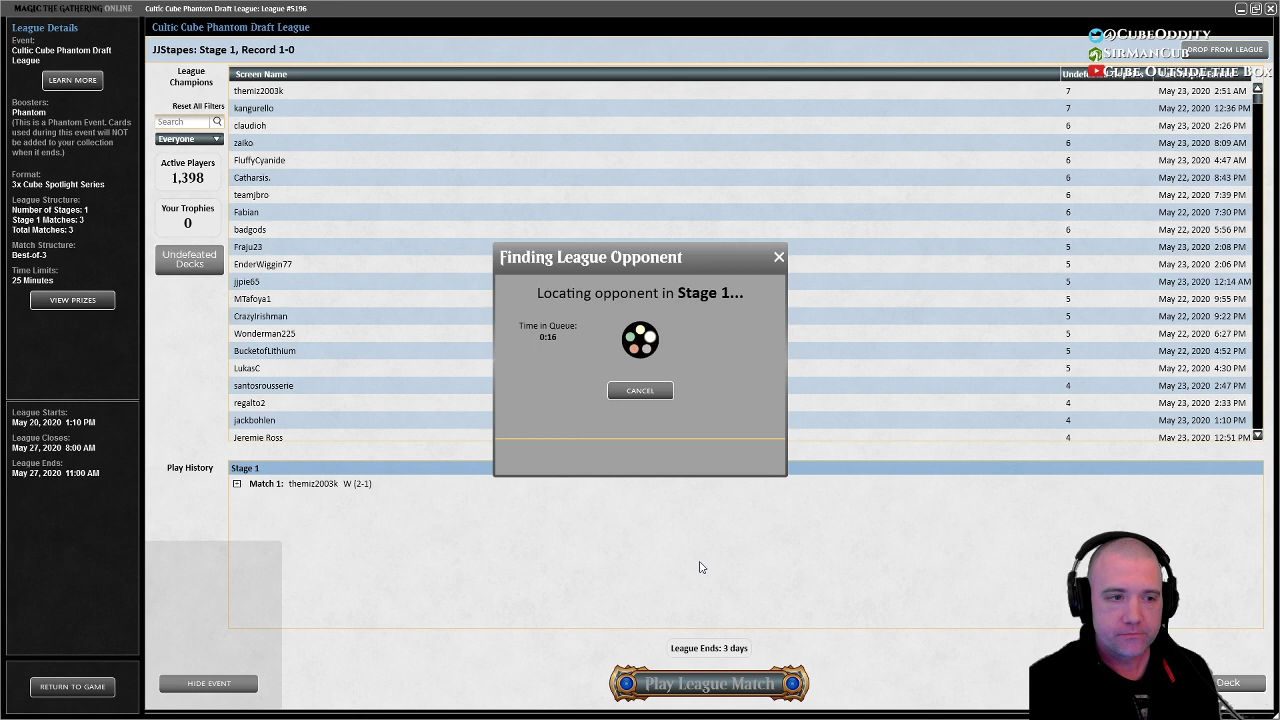 MAGIC THE GATHERING ONLINE
Cultic Cube Phantom Draft League: League #5196
League Details
Event:
Cultic Cube Phantom Draft
League
LEARN MORE
Boosters:
Phantom
(This is a Phantom Event. Cards
used during this event will NOT
be added to your collection
when it ends.)
Format:
3x Cube Spotlight Series
League Structure:
Number of Stages: 1
Stage 1 Matches: 3
Total Matches: 3
Match Structure:
Best-of-3
Time Limits:
25 Minutes
VIEW PRIZES
League Starts:
May 20, 2020 1:10 PM
League Closes:
May 27, 2020 8:00 AM
League Ends:
May 27, 2020 11:00 AM
RETURN TO GAME
Cultic Cube Phantom Draft League
JJStapes: Stage 1, Record 1-0
@CubeOddity
SirManCub
Cube Outside the Box
DROP FROM LEAGUE
League
Champions
Reset All Filters
Search
Everyone
Active Players
1,398
Your Trophies
0
Undefeated
Decks
Screen Name
themiz2003k 7 May 23, 2020 2:51 AM
kangurello 7 May 22, 2020 12:36 PM
claudioh 6 May 23, 2020 2:26 PM
zaiko 6 May 23, 2020 8:09 AM
FluffyCyanide 6 May 23, 2020 4:47 AM
Catharsis. 6 May 22, 2020 8:43 PM
teamjbro 6 May 22, 2020 7:39 PM
Fabian 6 May 22, 2020 7:30 PM
badgods 6 May 22, 2020 5:56 PM
Fraju23 5 May 23, 2020 2:08 PM
EnderWiggin77 5 May 23, 2020 2:06 PM
jjpie65 5 May 23, 2020 12:14 AM
MTafoya1 5 May 22, 2020 9:55 PM
CrazyIrishman 5 May 22, 2020 9:22 PM
Wonderman225 5 May 22, 2020 6:27 PM
BucketofLithium 5 May 22, 2020 4:52 PM
LukasC 5 May 22, 2020 4:30 PM
santosrousserie 4 May 23, 2020 2:47 PM
regalto2 4 May 23, 2020 2:33 PM
jackbohlen 4 May 23, 2020 1:10 PM
Jeremie Ross 4 May 23, 2020 12:51 PM
Finding League Opponent
Locating opponent in Stage 1...
Time in Queue:
0:16
CANCEL
Play History
Stage 1
Match 1: themiz2003k W (2-1)
League Ends: 3 days
HIDE EVENT
Play League Match
Deck